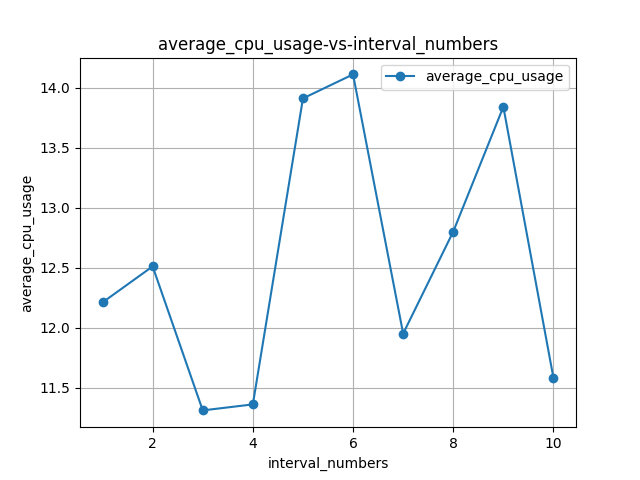 average_cpu_usage-vs-interval_numbers
average_cpu_usage
14.0
13.5
13.0
12.5
12.0
11.5
average_cpu_usage
2
4
6
8
10
interval_numbers